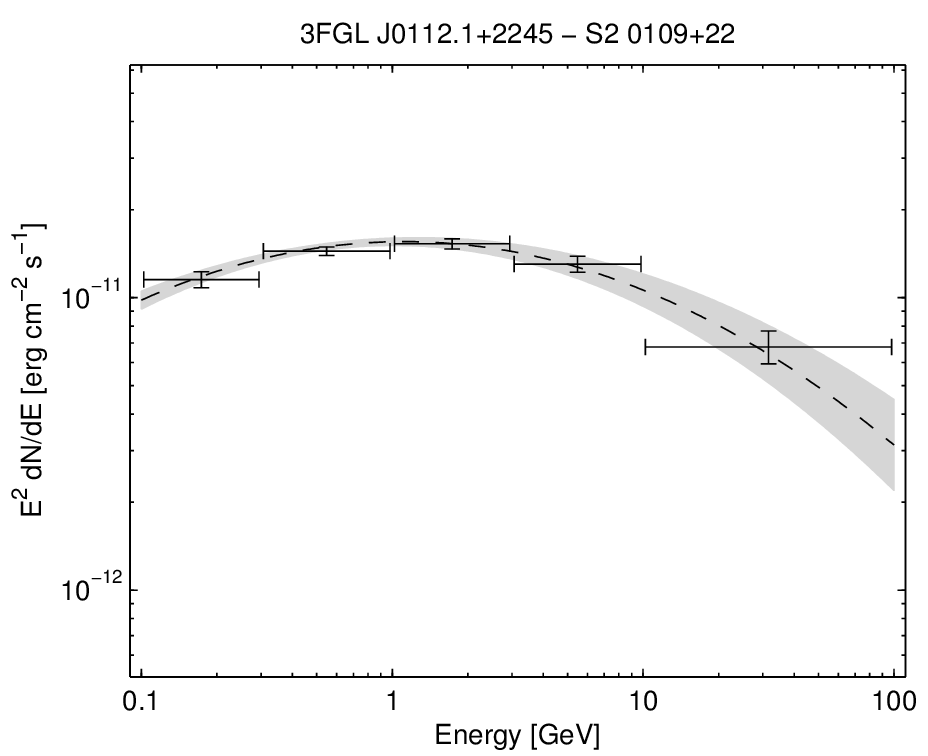 3FGL J0112.1+2245 − S2 0109+22
E² dN/dE [erg cm⁻² s⁻¹]
10⁻¹¹
10⁻¹²
0.1 1 10 100
Energy [GeV]